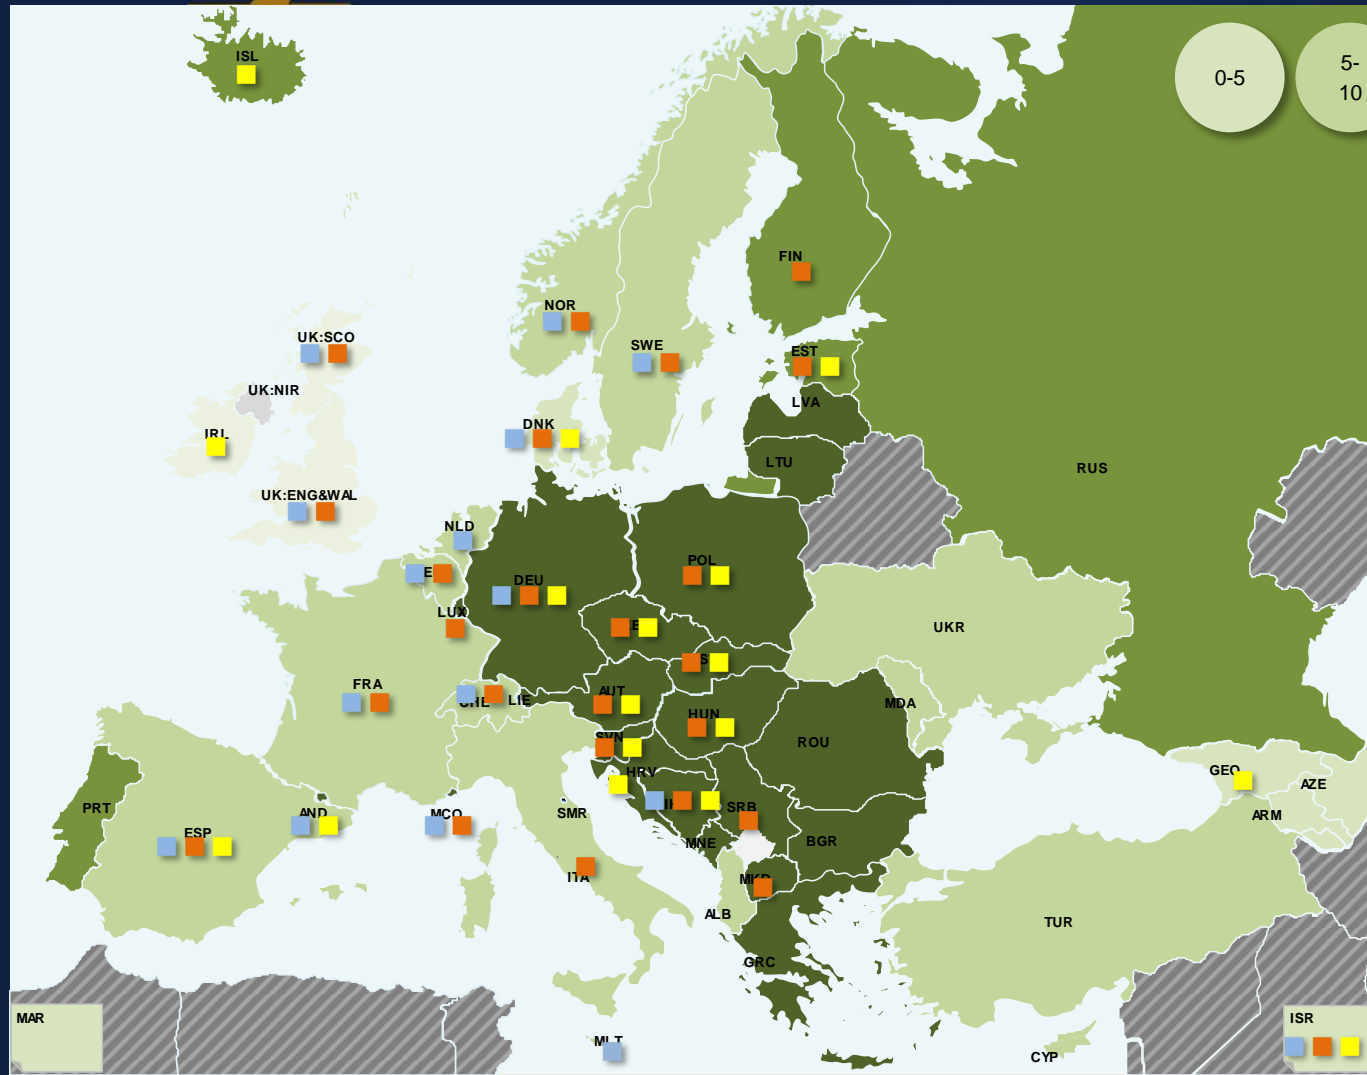 ISL
0-5
5-
10
FIN
NOR
UK:SCO
SWE
EST
UK:NIR
LVA
DNK
IRL
LTU
RUS
UK:ENG&WAL
NLD
POL
DEU
LUX
UKR
FRA
AUT
LIE
MDA
HUN
SVN
ROU
HRV
GEO
AZE
PRT
AND
MCO
SMR
SRB
ARM
ESP
MNE
BGR
ITA
MKD
ALB
TUR
GRC
MAR
ISR
MLT
CYP